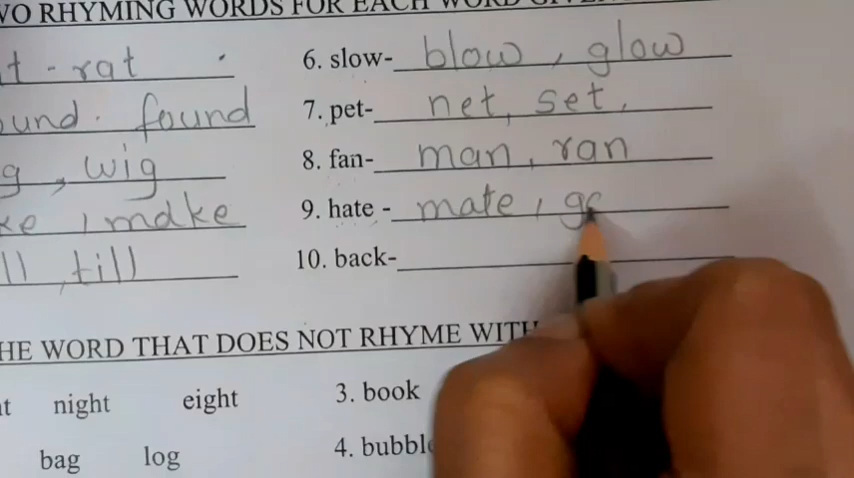 VO RHYMING WORDS FOR EACH WORD
t - rat
ound . found
g , wig
ke , make
ll , till
6. slow- blow , glow
7. pet- net, set,
8. fan- man, ran
9. hate - mate, g
10. back-
HE WORD THAT DOES NOT RHYME WITH
t night eight
bag log
3. book
4. bubbl